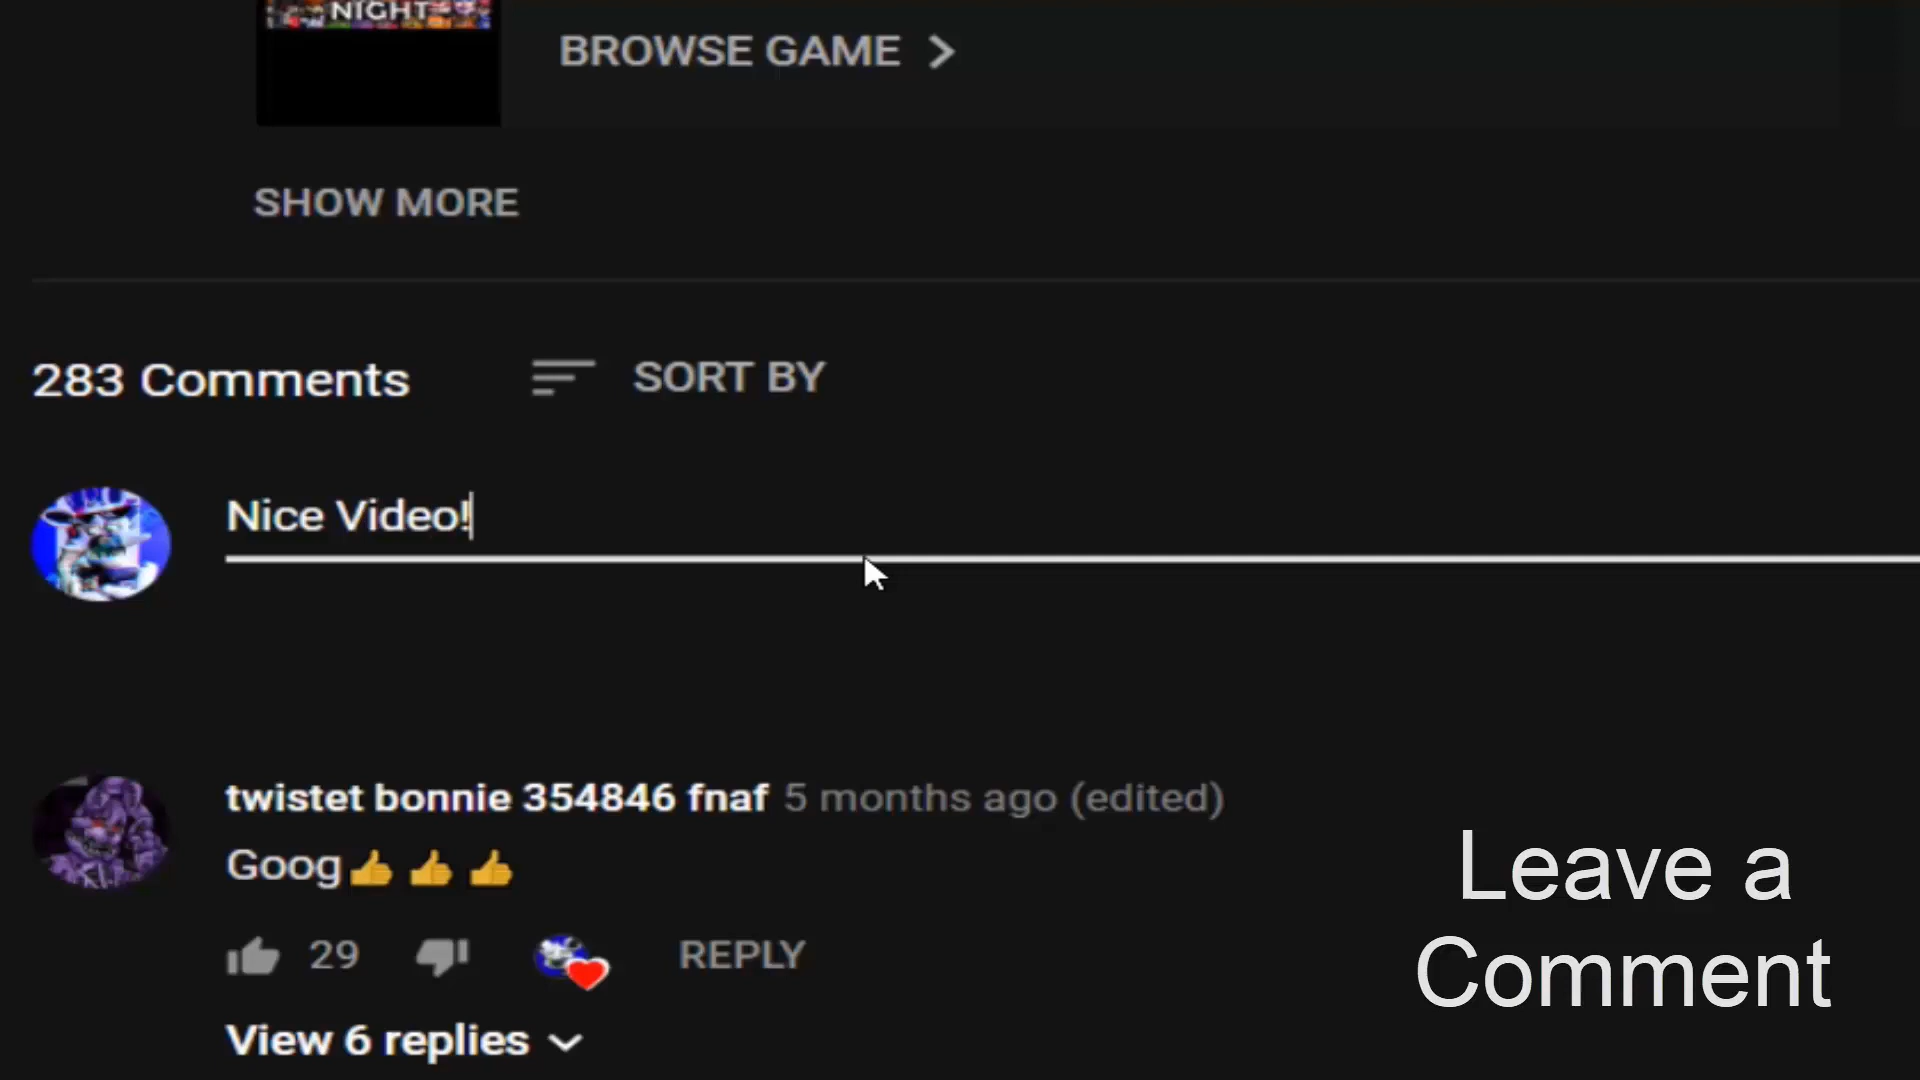 NIGHT
BROWSE GAME
SHOW MORE
283 Comments
SORT BY
Nice Video!
twistet bonnie 354846 fnaf 5 months ago (edited)
Goog👍👍👍
29
REPLY
View 6 replies
Leave a
Comment